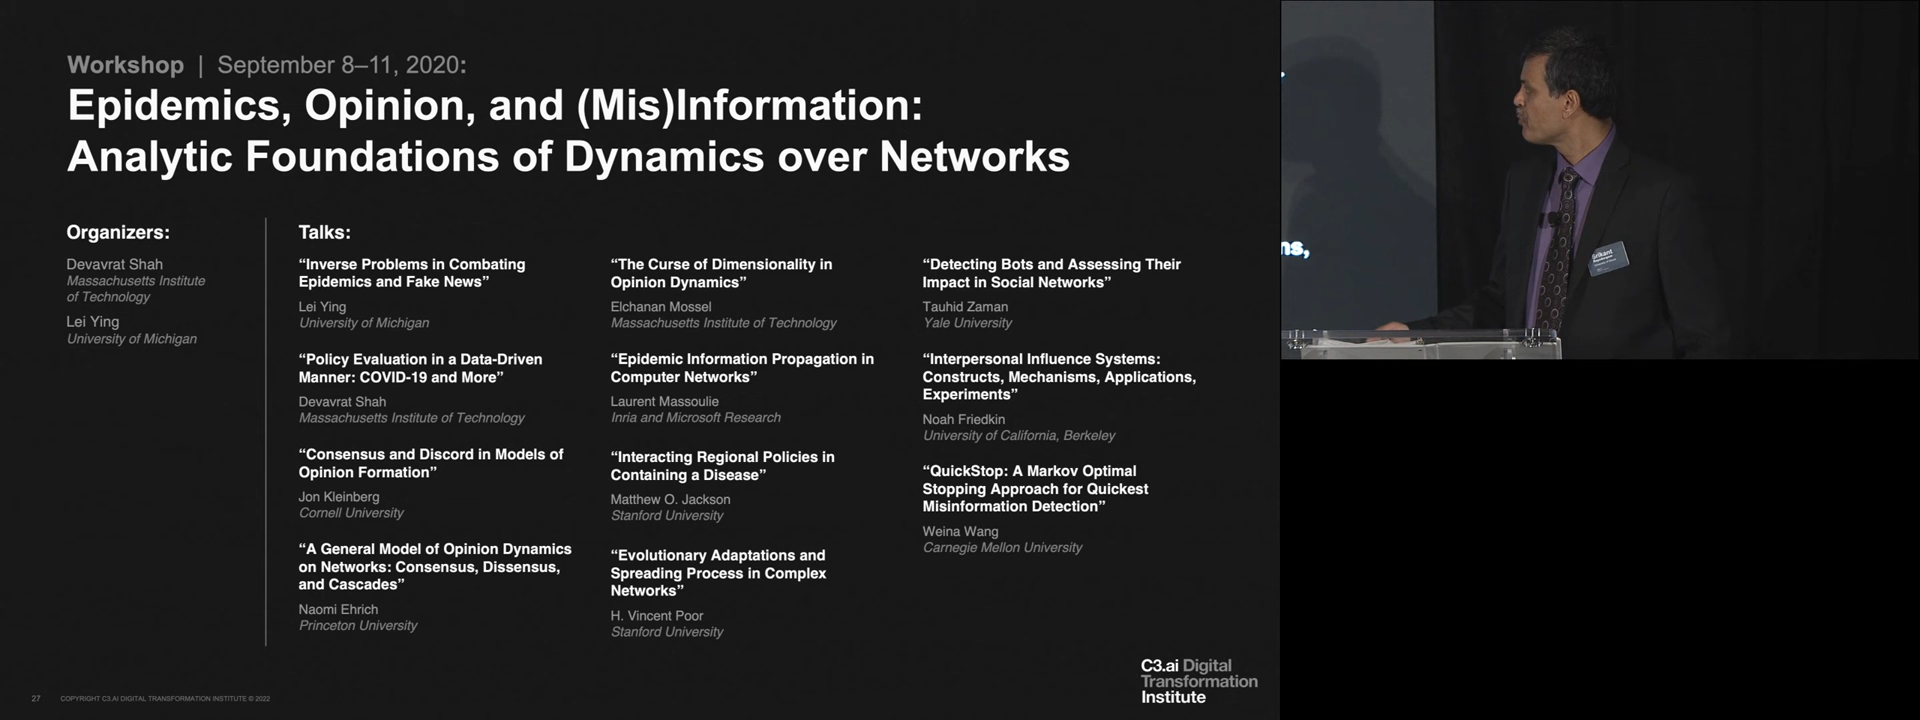 Workshop | September 8–11, 2020:
Epidemics, Opinion, and (Mis)Information:
Analytic Foundations of Dynamics over Networks
Organizers:
Devavrat Shah
Massachusetts Institute
of Technology
Lei Ying
University of Michigan
Talks:
“Inverse Problems in Combating
Epidemics and Fake News”
Lei Ying
University of Michigan
“Policy Evaluation in a Data-Driven
Manner: COVID-19 and More”
Devavrat Shah
Massachusetts Institute of Technology
“Consensus and Discord in Models of
Opinion Formation”
Jon Kleinberg
Cornell University
“A General Model of Opinion Dynamics
on Networks: Consensus, Dissensus,
and Cascades”
Naomi Ehrich
Princeton University
“The Curse of Dimensionality in
Opinion Dynamics”
Elchanan Mossel
Massachusetts Institute of Technology
“Epidemic Information Propagation in
Computer Networks”
Laurent Massoulie
Inria and Microsoft Research
“Interacting Regional Policies in
Containing a Disease”
Matthew O. Jackson
Stanford University
“Evolutionary Adaptations and
Spreading Process in Complex
Networks”
H. Vincent Poor
Stanford University
“Detecting Bots and Assessing Their
Impact in Social Networks”
Tauhid Zaman
Yale University
“Interpersonal Influence Systems:
Constructs, Mechanisms, Applications,
Experiments”
Noah Friedkin
University of California, Berkeley
“QuickStop: A Markov Optimal
Stopping Approach for Quickest
Misinformation Detection”
Weina Wang
Carnegie Mellon University
C3.ai Digital
Transformation
Institute
27 COPYRIGHT C3.AI DIGITAL TRANSFORMATION INSTITUTE © 2022
ns,
Srikant